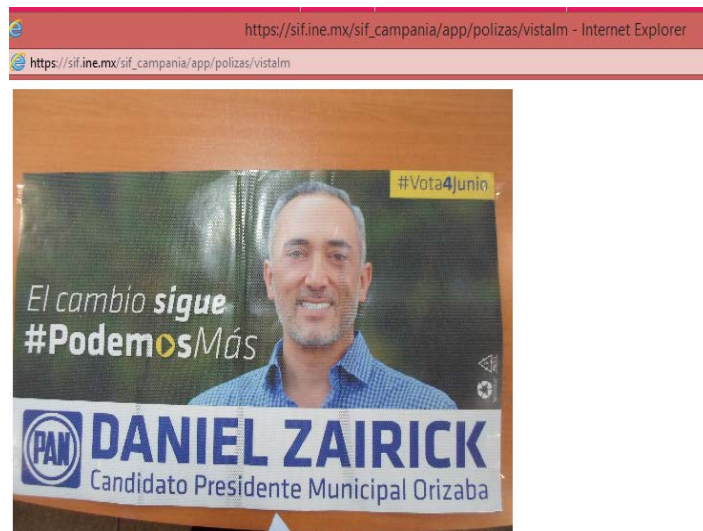 https://sif.ine.mx/sif_campania/app/polizas/vistalm - Internet Explorer
https://sif.ine.mx/sif_campania/app/polizas/vistalm
#Vota4Junio
El cambio sigue
#PodemosMás
PAN
DANIEL ZAIRICK
Candidato Presidente Municipal Orizaba